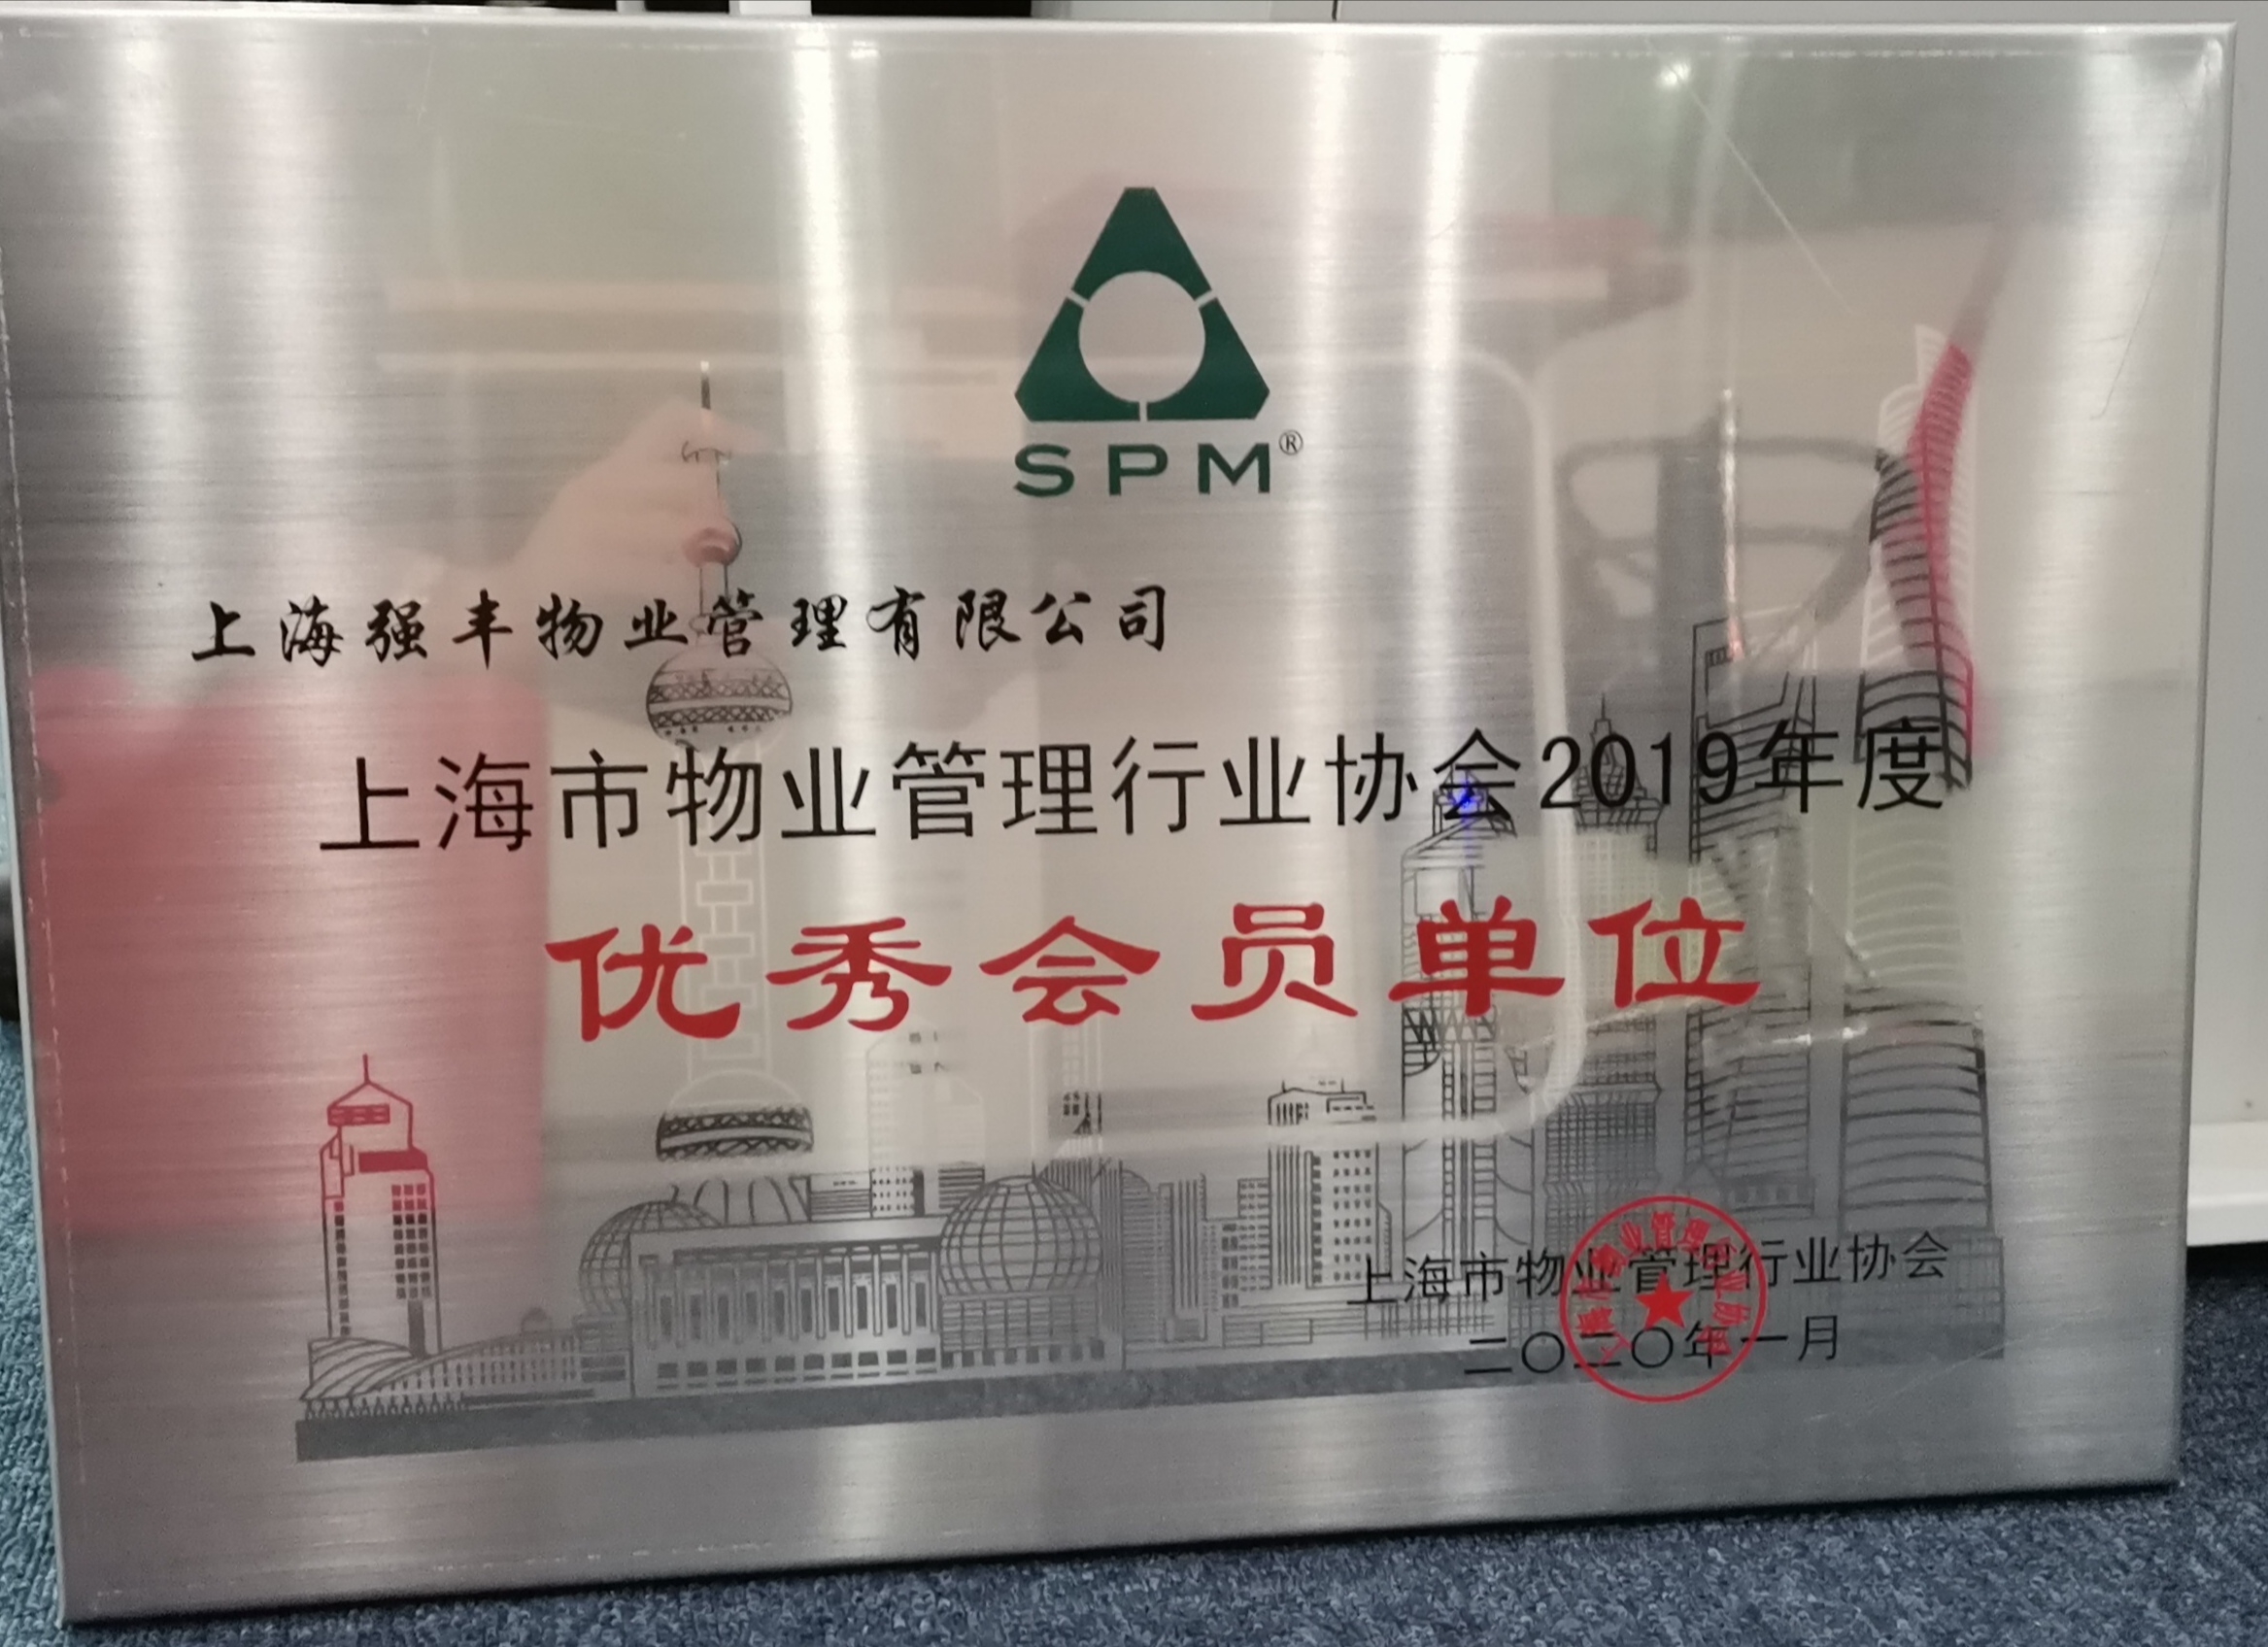 SPM®
上海强丰物业管理有限公司
上海市物业管理行业协会2019年度
优秀会员单位
上海市物业管理行业协会
二〇二〇年一月